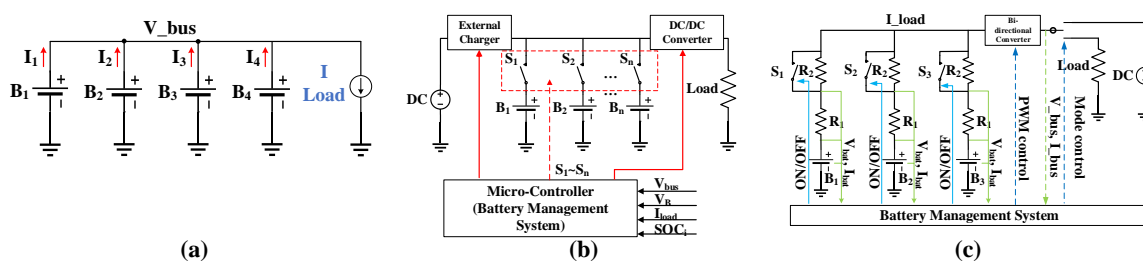 V_bus
I1 I2 I3 I4
B1 B2 B3 B4
I
Load
(a)
External
Charger
DC/DC
Converter
S1 S2 ... Sn
...
B1 B2 Bn
DC
Load
S1~Sn
Micro-Controller
(Battery Management
System)
Vbus
VB
Iload
SOCi
(b)
I_load
Bi-
directional
Converter
S1 R2 S2 R2 S3 R2
Load
DC
R1 R1 R1
B1 B2 B3
ON/OFF
Vbat, Ibat
ON/OFF
Vbat, Ibat
ON/OFF
Vbat, Ibat
PWM control
V_bus, I_bus
Mode control
Battery Management System
(c)